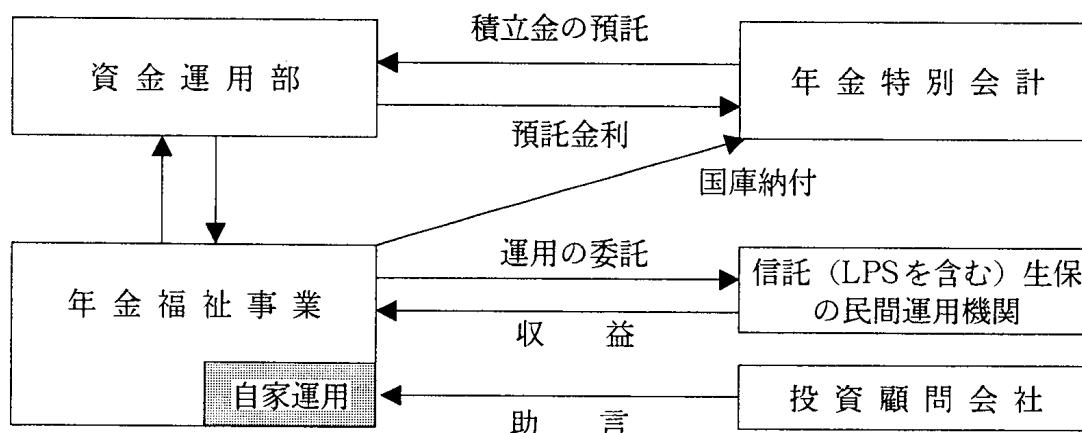 積立金の預託
資金運用部
年金特別会計
預託金利
国庫納付
運用の委託
年金福祉事業
信託（LPSを含む）生保
の民間運用機関
収益
自家運用
投資顧問会社
助言